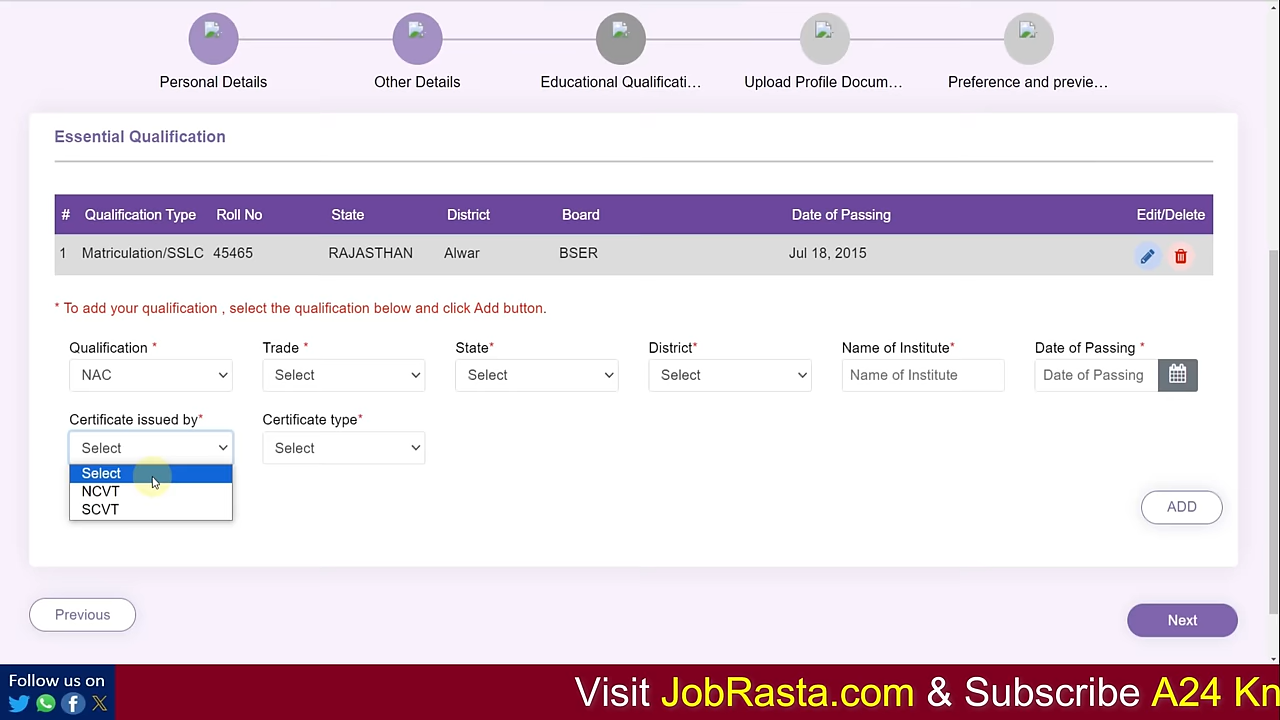 Personal Details
Other Details
Educational Qualificati...
Upload Profile Docum...
Preference and previe...
Essential Qualification
# Qualification Type Roll No State District Board Date of Passing Edit/Delete
1 Matriculation/SSLC 45465 RAJASTHAN Alwar BSER Jul 18, 2015
* To add your qualification , select the qualification below and click Add button.
Qualification * Trade * State* District* Name of Institute* Date of Passing *
NAC Select Select Select Name of Institute Date of Passing
Certificate issued by* Certificate type*
Select Select
Select
NCVT
SCVT
ADD
Previous
Next
Follow us on
Visit JobRasta.com & Subscribe A24 Kn